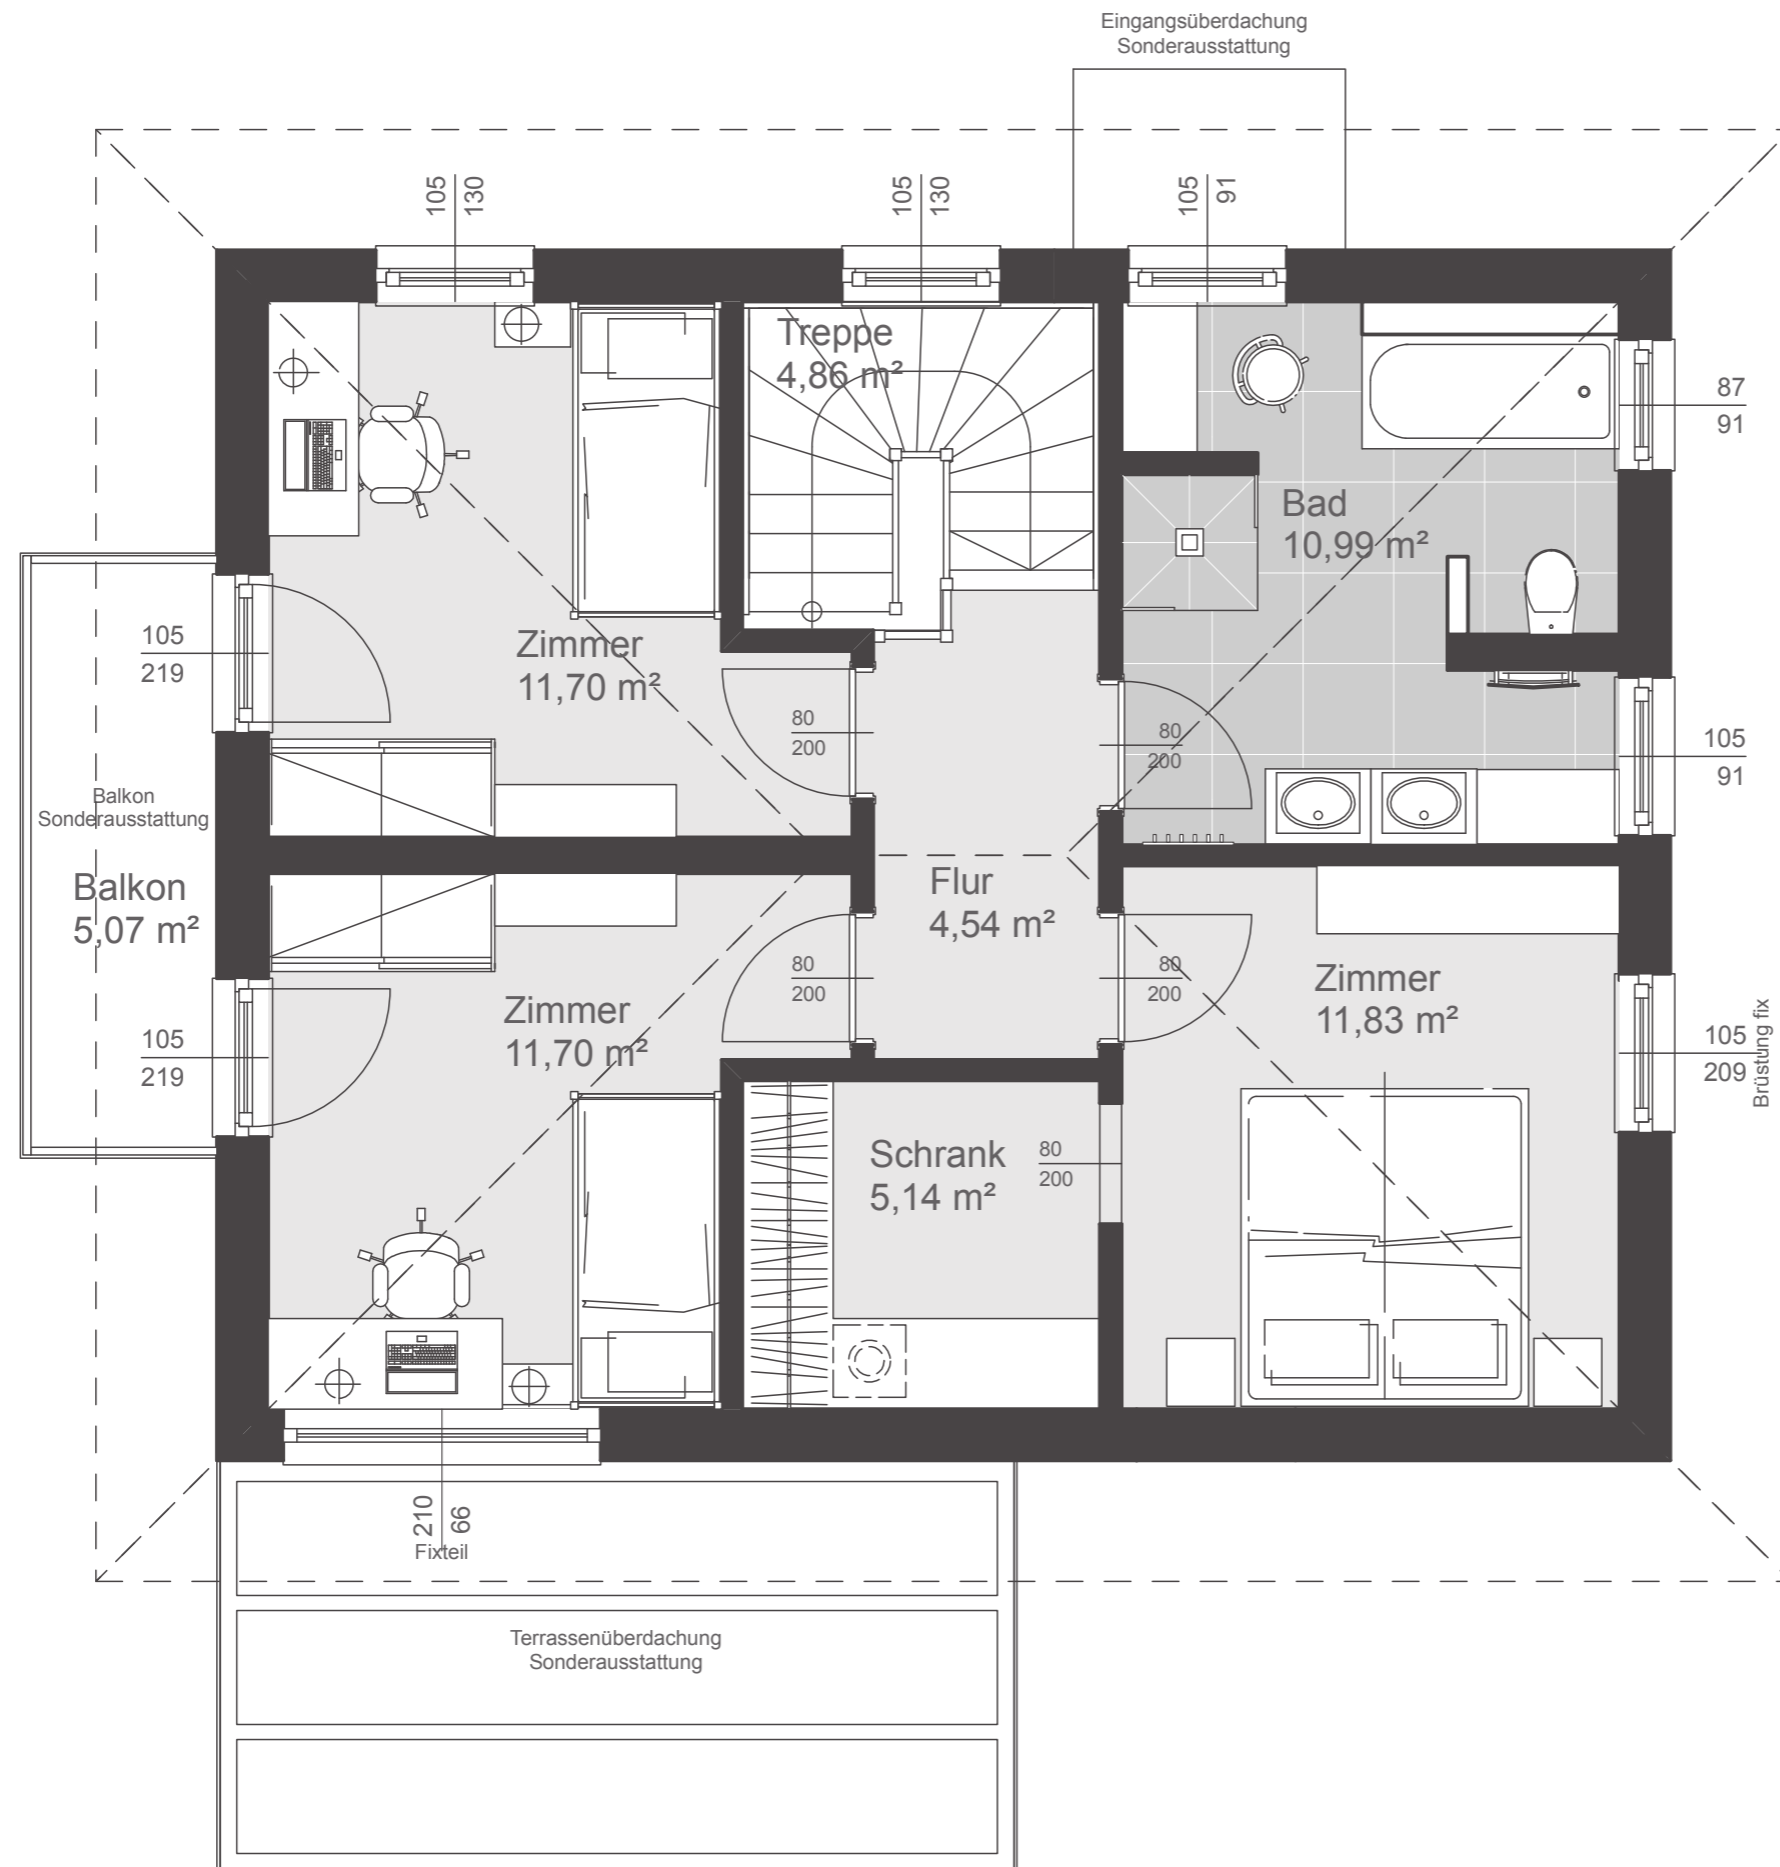 Eingangsüberdachung
Sonderausstattung
105
130
105
130
105
91
Treppe
4,86 m²
87
91
Bad
10,99 m²
105
219
Zimmer
11,70 m²
80
200
80
200
105
91
Balkon
Sonderausstattung
Balkon
5,07 m²
Flur
4,54 m²
80
200
80
200
Zimmer
11,83 m²
Zimmer
11,70 m²
105
219
105
209
Brüstung fix
Schrank
5,14 m²
80
200
210
66
Fixteil
Terrassenüberdachung
Sonderausstattung